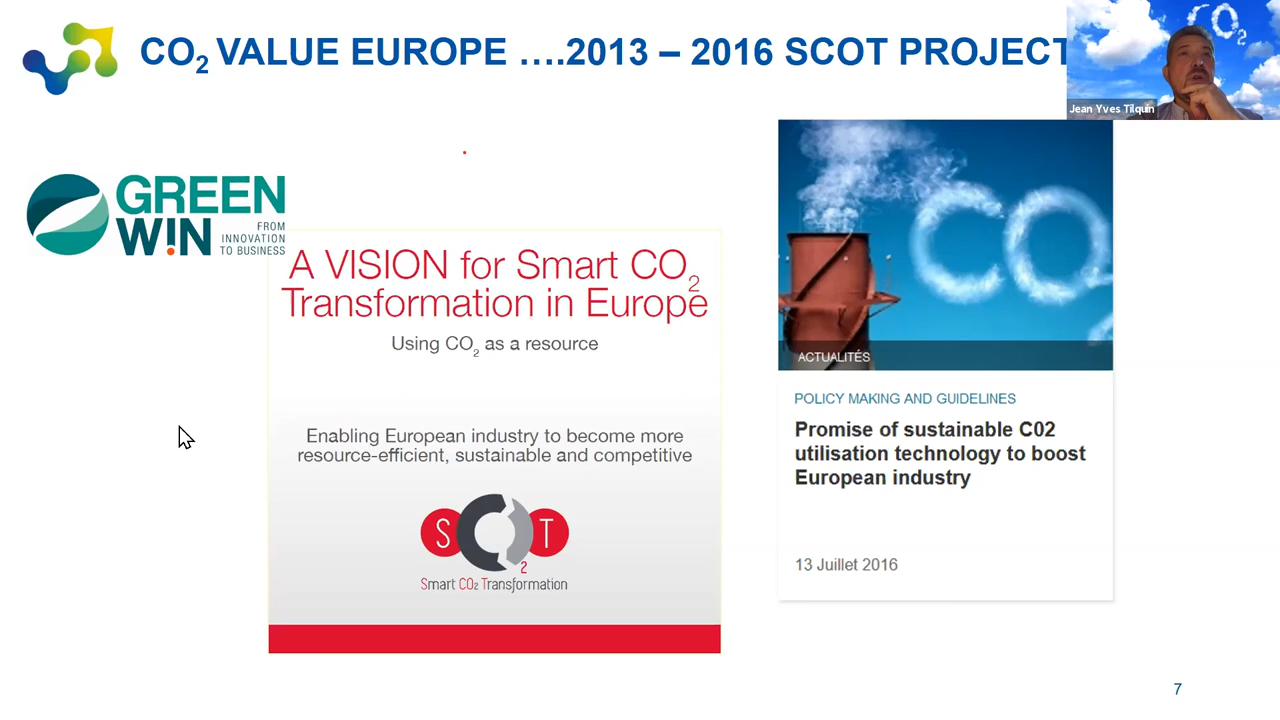 CO2 VALUE EUROPE ....2013 – 2016 SCOT PROJECT
CO2
Jean Yves Tilquin
GREEN
WIN
FROM
INNOVATION
TO BUSINESS
A VISION for Smart CO2
Transformation in Europe
Using CO2 as a resource
Enabling European industry to become more
resource-efficient, sustainable and competitive
SCOT
2
Smart CO2 Transformation
CO2
ACTUALITÉS
POLICY MAKING AND GUIDELINES
Promise of sustainable C02
utilisation technology to boost
European industry
13 Juillet 2016
7